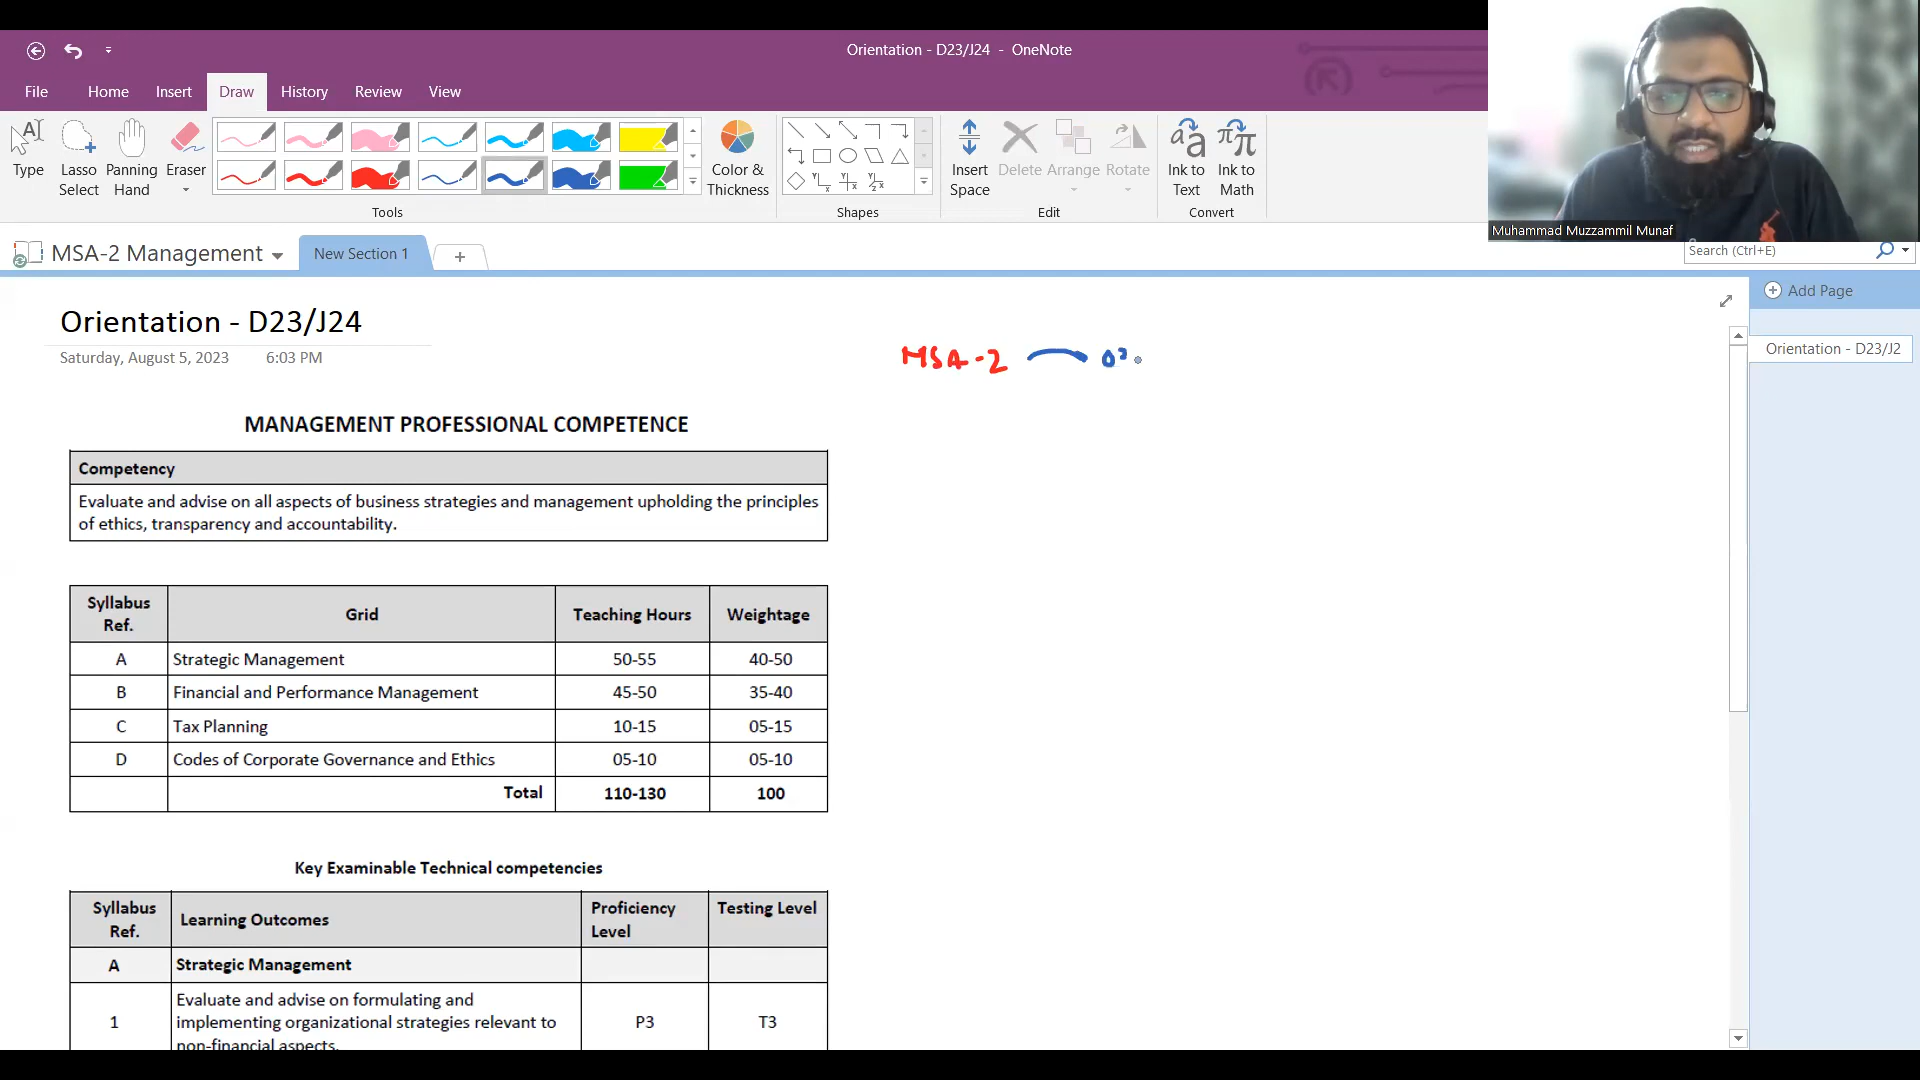 Orientation - D23/J24 - OneNote
File Home Insert Draw History Review View
Type
Lasso Select
Panning Hand
Eraser
Color & Thickness
Insert Space
Delete
Arrange
Rotate
Ink to Text
Ink to Math
Tools
Shapes
Edit
Convert
Muhammad Muzzammil Munaf
MSA-2 Management
New Section 1
Search (Ctrl+E)
Add Page
Orientation - D23/J2
Orientation - D23/J24
Saturday, August 5, 2023 6:03 PM
MSA-2
MANAGEMENT PROFESSIONAL COMPETENCE
Competency
Evaluate and advise on all aspects of business strategies and management upholding the principles
of ethics, transparency and accountability.
Syllabus Ref. Grid Teaching Hours Weightage
A Strategic Management 50-55 40-50
B Financial and Performance Management 45-50 35-40
C Tax Planning 10-15 05-15
D Codes of Corporate Governance and Ethics 05-10 05-10
Total 110-130 100
Key Examinable Technical competencies
Syllabus Ref. Learning Outcomes Proficiency Level Testing Level
A Strategic Management
1 Evaluate and advise on formulating and
implementing organizational strategies relevant to
non-financial aspects.
P3 T3